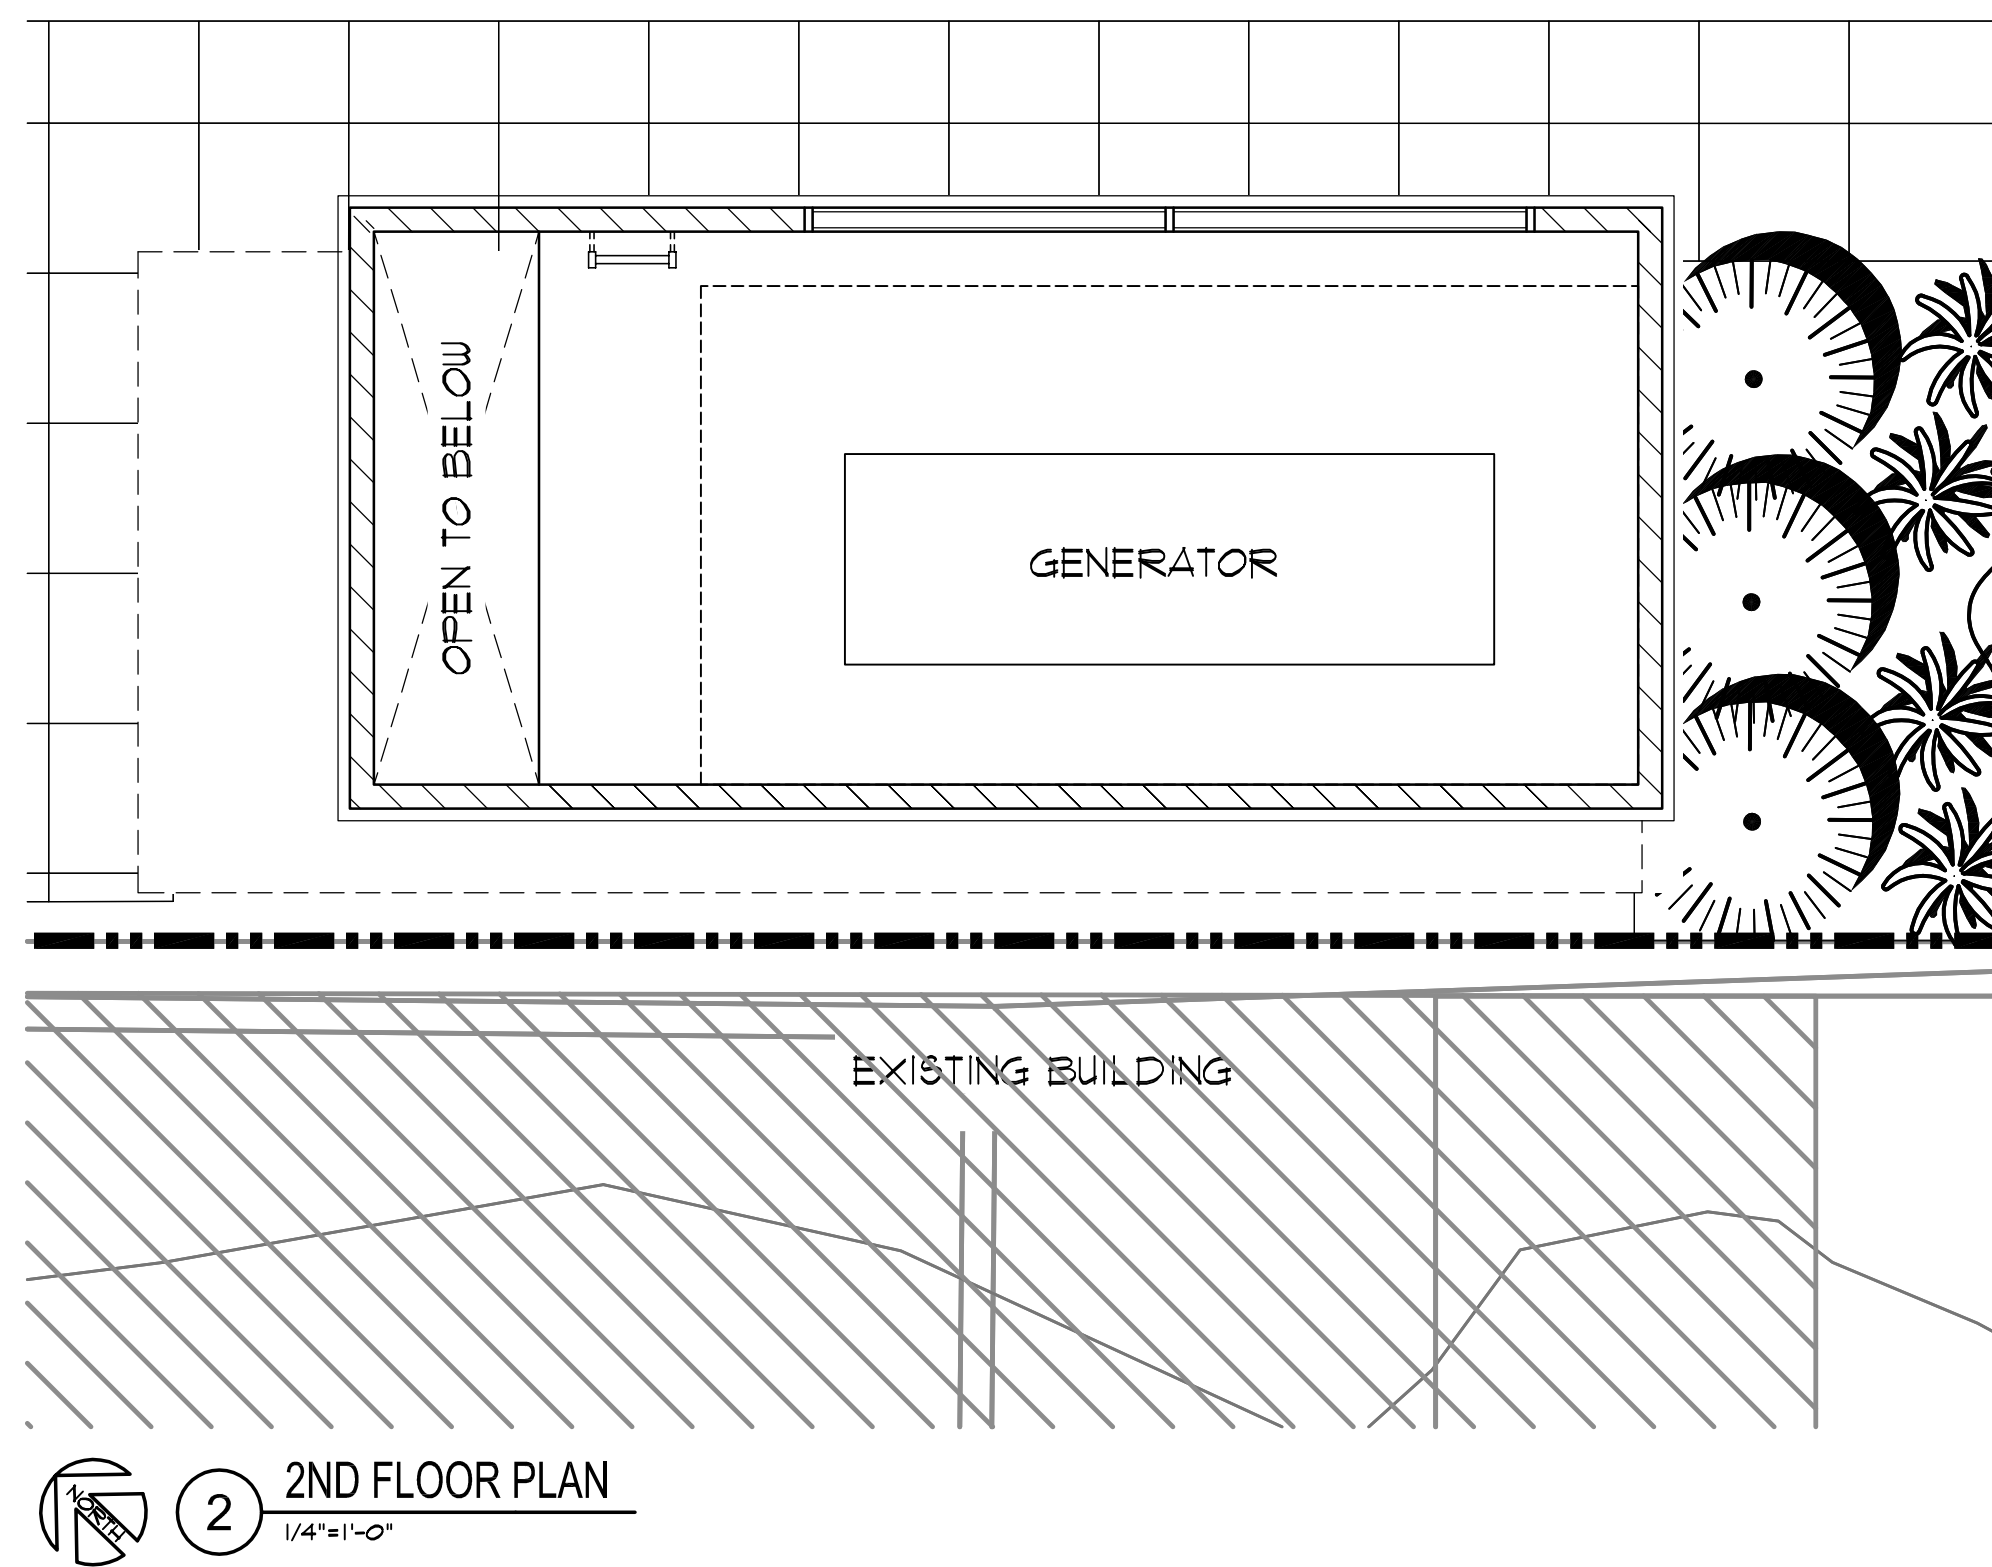 OPEN TO BELOW
GENERATOR
EXISTING BUILDING
NORTH
2
2ND FLOOR PLAN
1/4"=1'-0"